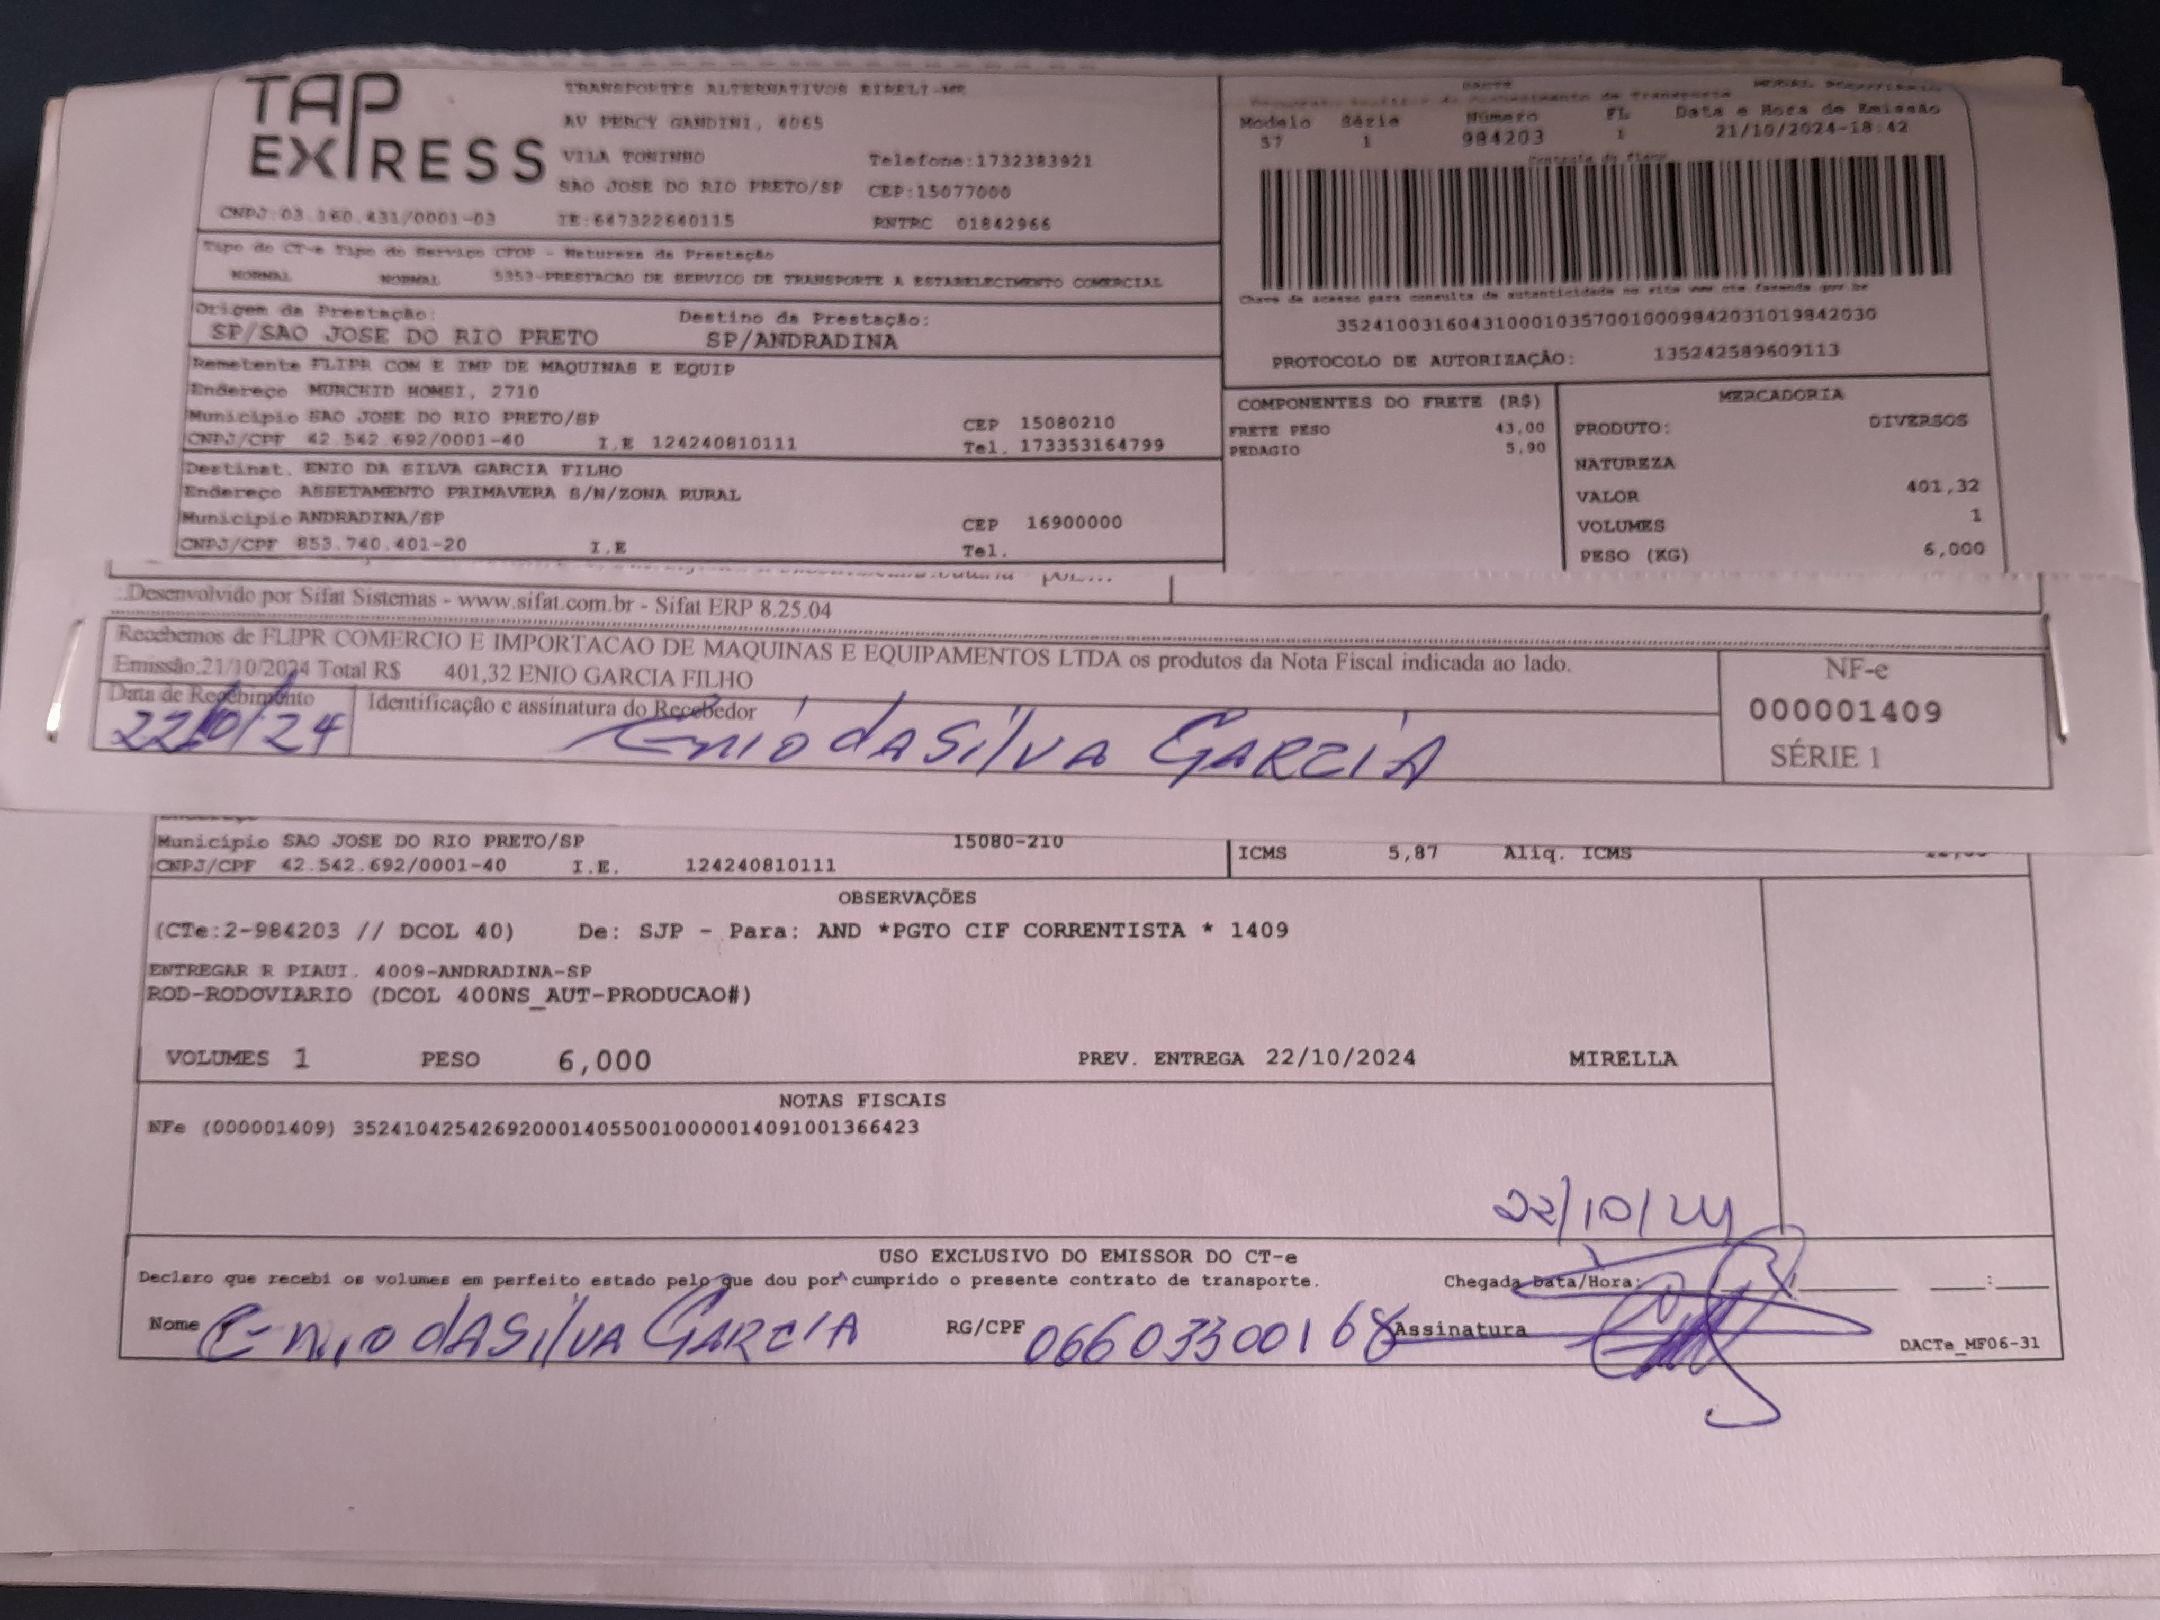 TAP EXPRESS
TRANSPORTES ALTERNATIVOS EIRELI-ME
AV PERCY GANDINI, 4065
VILA TONINHO Telefone:1732383921
SAO JOSE DO RIO PRETO/SP CEP:15077000
CNPJ:03.160.431/0001-03 IE:647322640115 RNTRC 01842966
DACTE
Modelo Série Número FL Data e Hora de Emissão
57 1 984203 1 21/10/2024-18:42
Tipo do CT-e Tipo do Serviço CFOP - Natureza da Prestação
NORMAL NORMAL 5353-PRESTACAO DE SERVICO DE TRANSPORTE A ESTABELECIMENTO COMERCIAL
Chave de acesso para consulta de autenticidade no site www cte fazenda gov br
35241003160431000103570010009842031019842030
PROTOCOLO DE AUTORIZAÇÃO: 135242589609113
Origem da Prestação: Destino da Prestação:
SP/SAO JOSE DO RIO PRETO SP/ANDRADINA
Remetente FLIPR COM E IMP DE MAQUINAS E EQUIP
Endereço MURCHID HOMSI, 2710
Município SAO JOSE DO RIO PRETO/SP CEP 15080210
CNPJ/CPF 42.542.692/0001-40 I.E 124240810111 Tel. 173353164799
Destinat. ENIO DA SILVA GARCIA FILHO
Endereço ASSETAMENTO PRIMAVERA S/N/ZONA RURAL
Município ANDRADINA/SP CEP 16900000
CNPJ/CPF 853.740.401-20 I.E Tel.
COMPONENTES DO FRETE (R$)
FRETE PESO 43,00
PEDAGIO 5,90
MERCADORIA
PRODUTO: DIVERSOS
NATUREZA
VALOR 401,32
VOLUMES 1
PESO (KG) 6,000
Desenvolvido por Sifat Sistemas - www.sifat.com.br - Sifat ERP 8.25.04
Recebemos de FLIPR COMERCIO E IMPORTACAO DE MAQUINAS E EQUIPAMENTOS LTDA os produtos da Nota Fiscal indicada ao lado.
Emissão:21/10/2024 Total R$ 401,32 ENIO GARCIA FILHO
Data de Recebimento Identificação e assinatura do Recebedor
22/10/24 Enio da Silva Garcia
NF-e
000001409
SÉRIE 1
Município SAO JOSE DO RIO PRETO/SP 15080-210
CNPJ/CPF 42.542.692/0001-40 I.E. 124240810111
ICMS 5,87 Aliq. ICMS
OBSERVAÇÕES
(CTe:2-984203 // DCOL 40) De: SJP - Para: AND *PGTO CIF CORRENTISTA * 1409
ENTREGAR R PIAUI. 4009-ANDRADINA-SP
ROD-RODOVIARIO (DCOL 400NS_AUT-PRODUCAO#)
VOLUMES 1 PESO 6,000 PREV. ENTREGA 22/10/2024 MIRELLA
NOTAS FISCAIS
NFe (000001409) 35241042542692000140550010000014091001366423
22/10/24
USO EXCLUSIVO DO EMISSOR DO CT-e
Declaro que recebi os volumes em perfeito estado pelo que dou por cumprido o presente contrato de transporte. Chegada Data/Hora:
Nome Enio da Silva Garcia RG/CPF 06603300168 Assinatura
DACTe_MF06-31